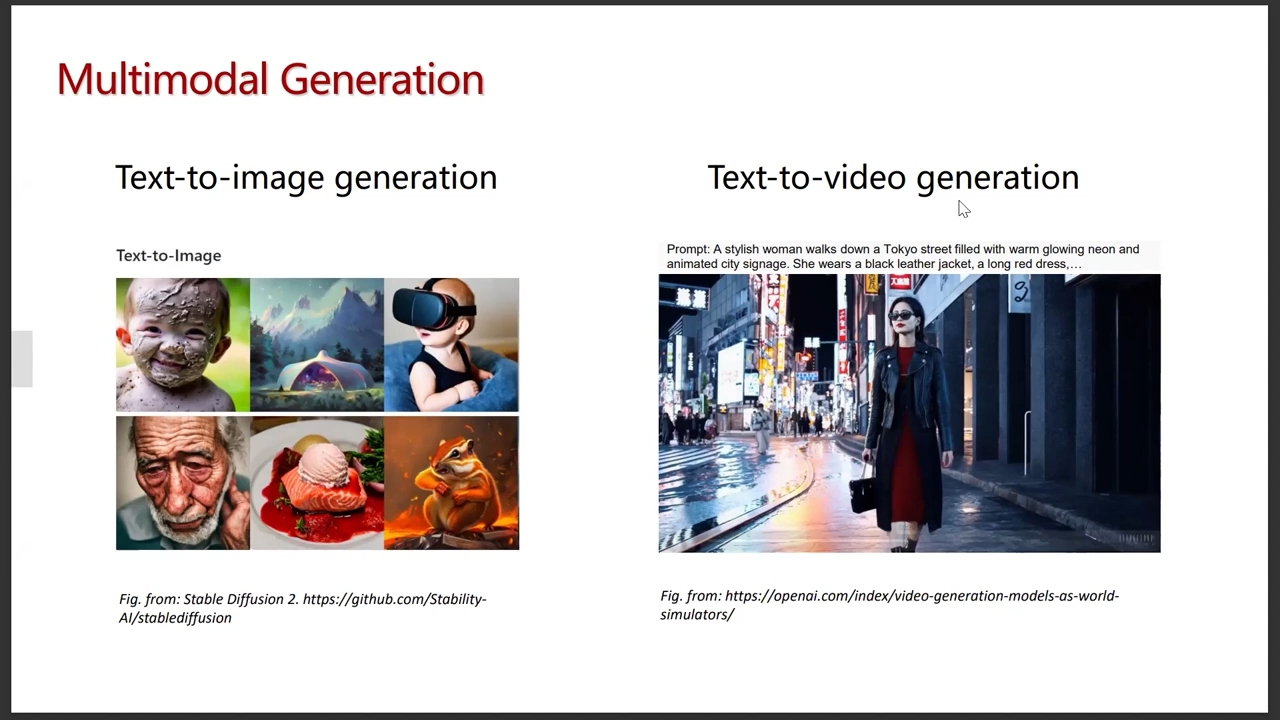 Multimodal Generation
Text-to-image generation
Text-to-Image
Fig. from: Stable Diffusion 2. https://github.com/Stability-
AI/stablediffusion
Text-to-video generation
Prompt: A stylish woman walks down a Tokyo street filled with warm glowing neon and
animated city signage. She wears a black leather jacket, a long red dress,…
Fig. from: https://openai.com/index/video-generation-models-as-world-
simulators/